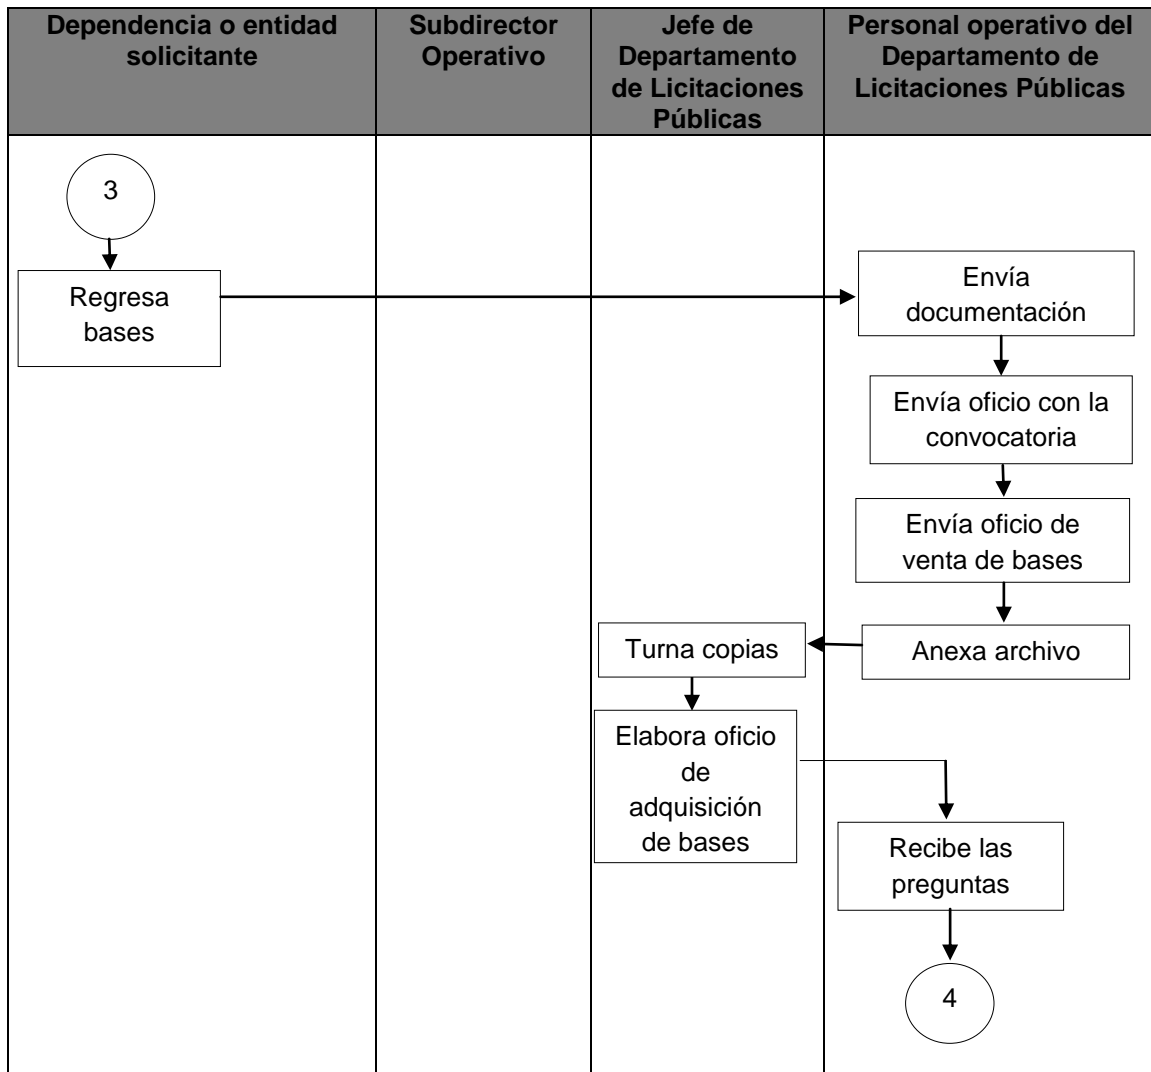 Dependencia o entidad
solicitante
Subdirector
Operativo
Jefe de
Departamento
de Licitaciones
Públicas
Personal operativo del
Departamento de
Licitaciones Públicas
3
Regresa
bases
Envía
documentación
Envía oficio con la
convocatoria
Envía oficio de
venta de bases
Anexa archivo
Turna copias
Elabora oficio
de
adquisición
de bases
Recibe las
preguntas
4